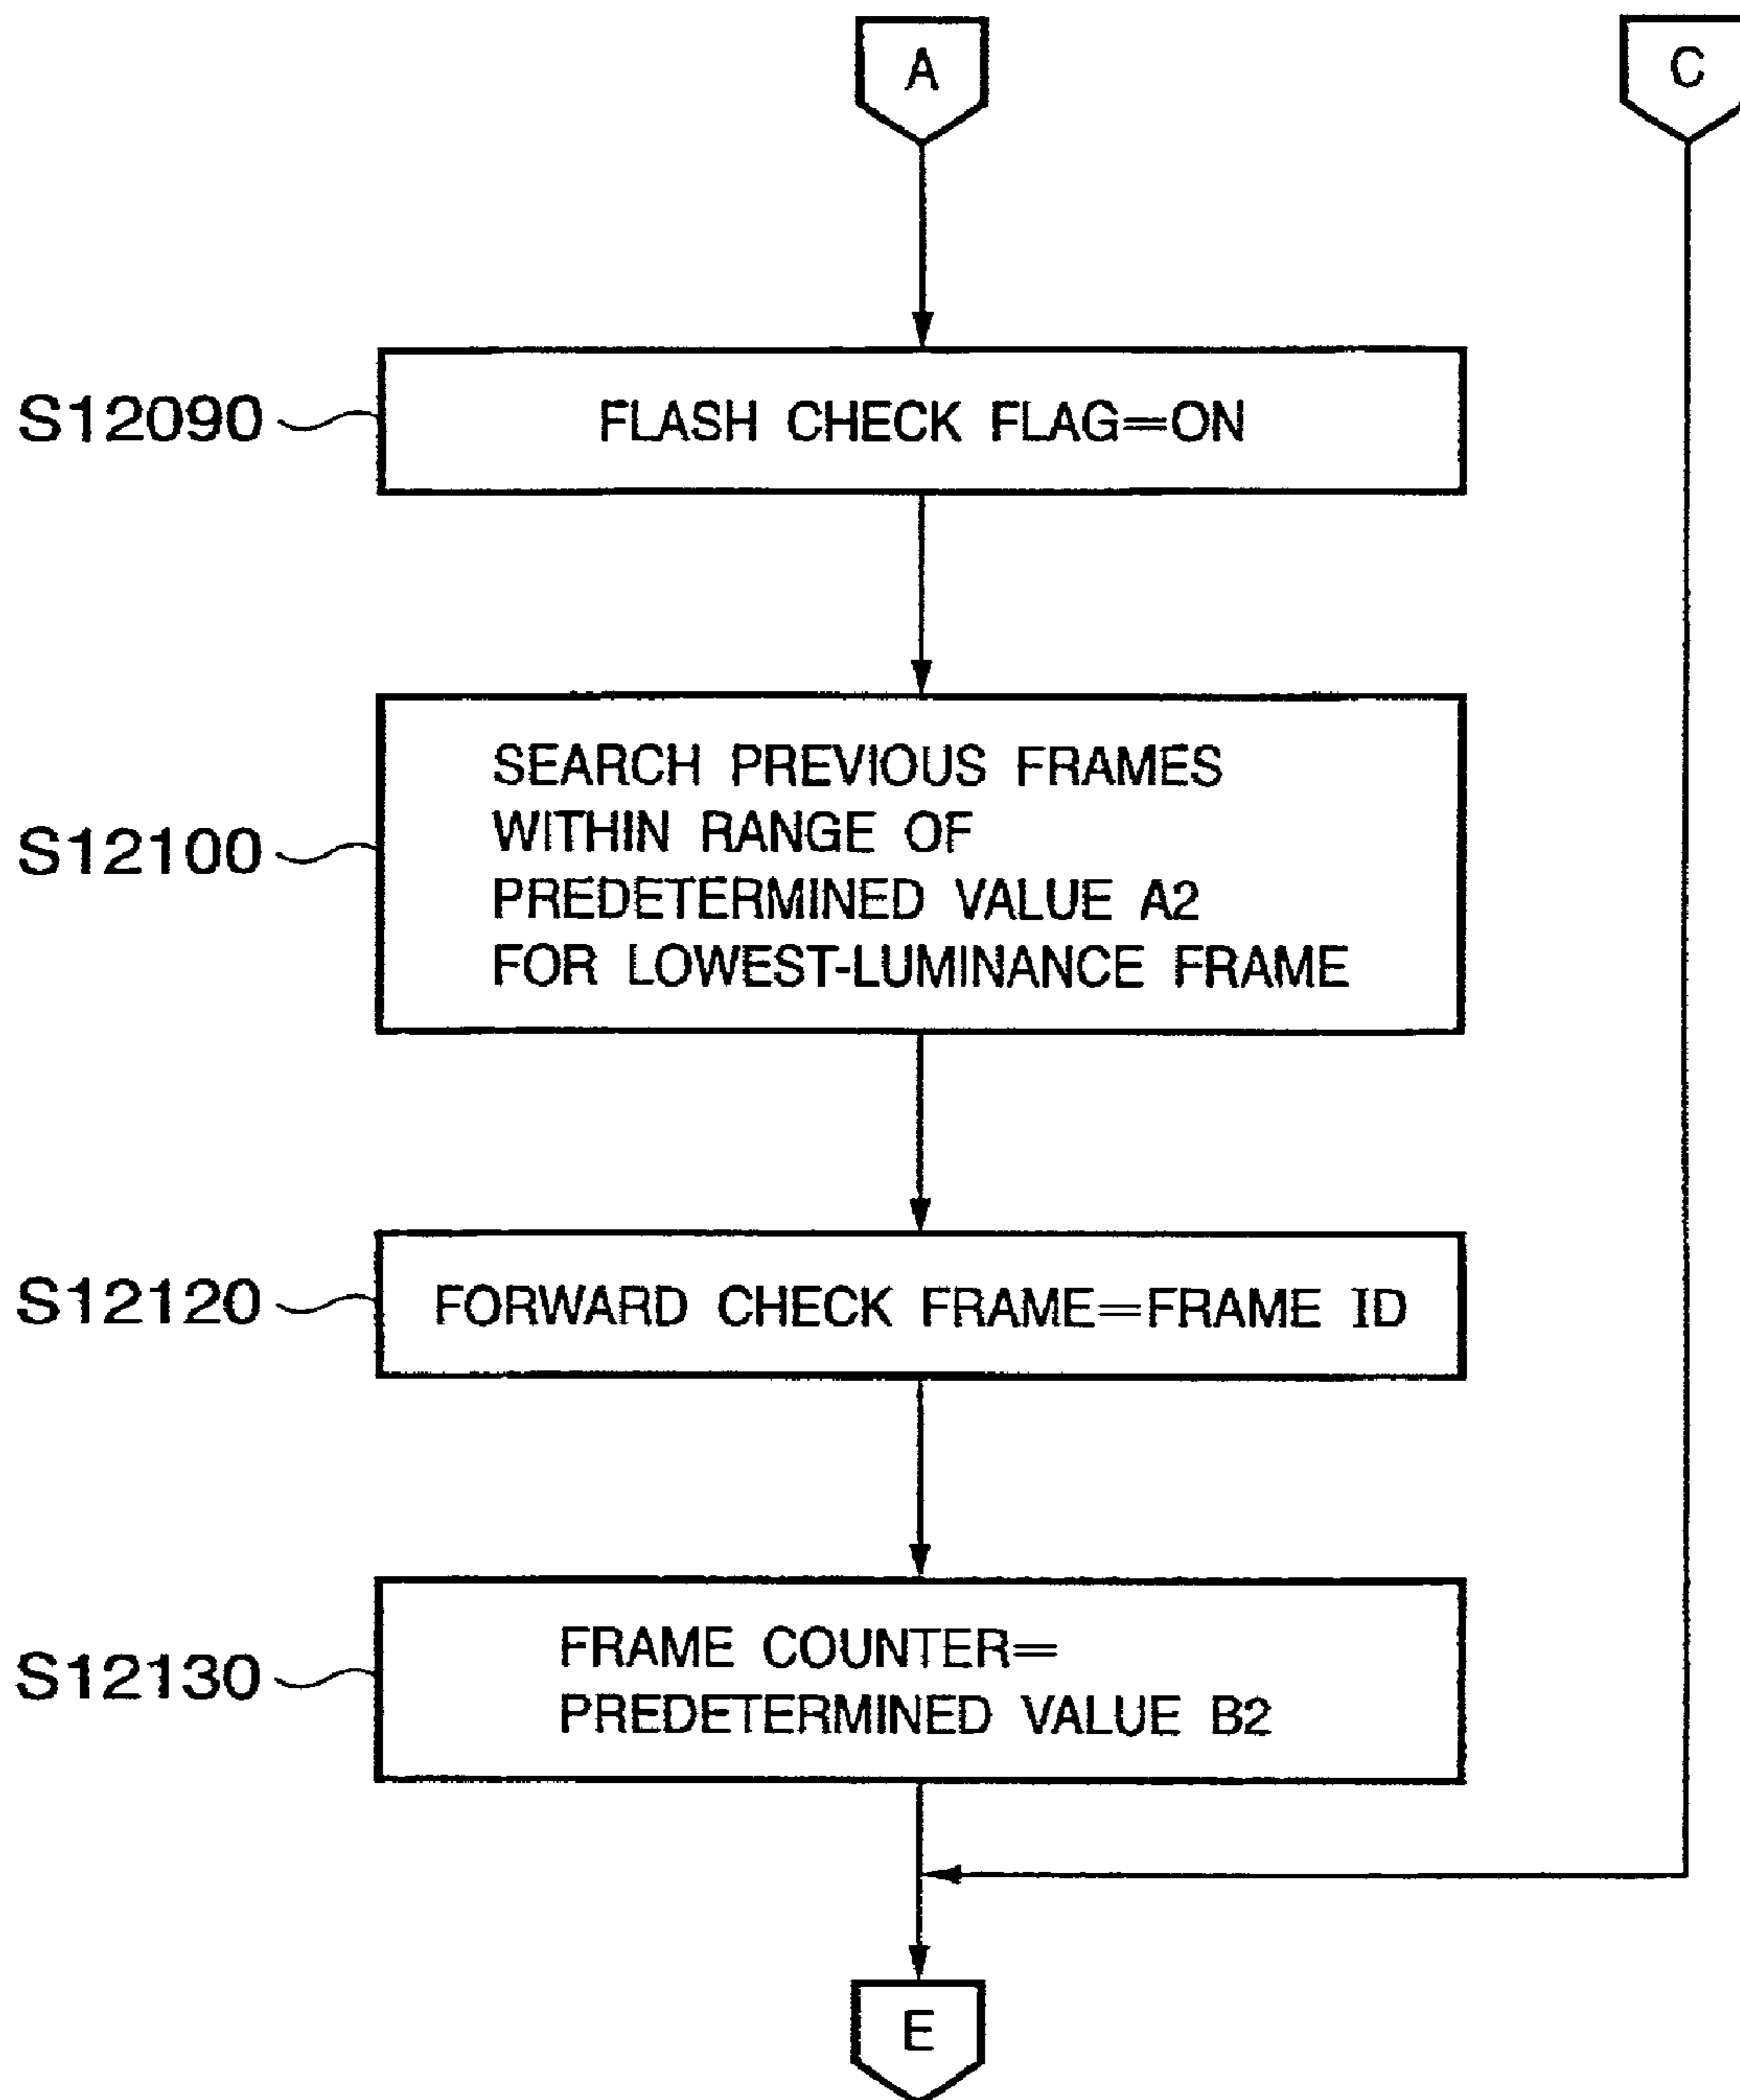 A
C
S12090
FLASH CHECK FLAG=ON
S12100
SEARCH PREVIOUS FRAMES
WITHIN RANGE OF
PREDETERMINED VALUE A2
FOR LOWEST-LUMINANCE FRAME
S12120
FORWARD CHECK FRAME=FRAME ID
S12130
FRAME COUNTER=
PREDETERMINED VALUE B2
E